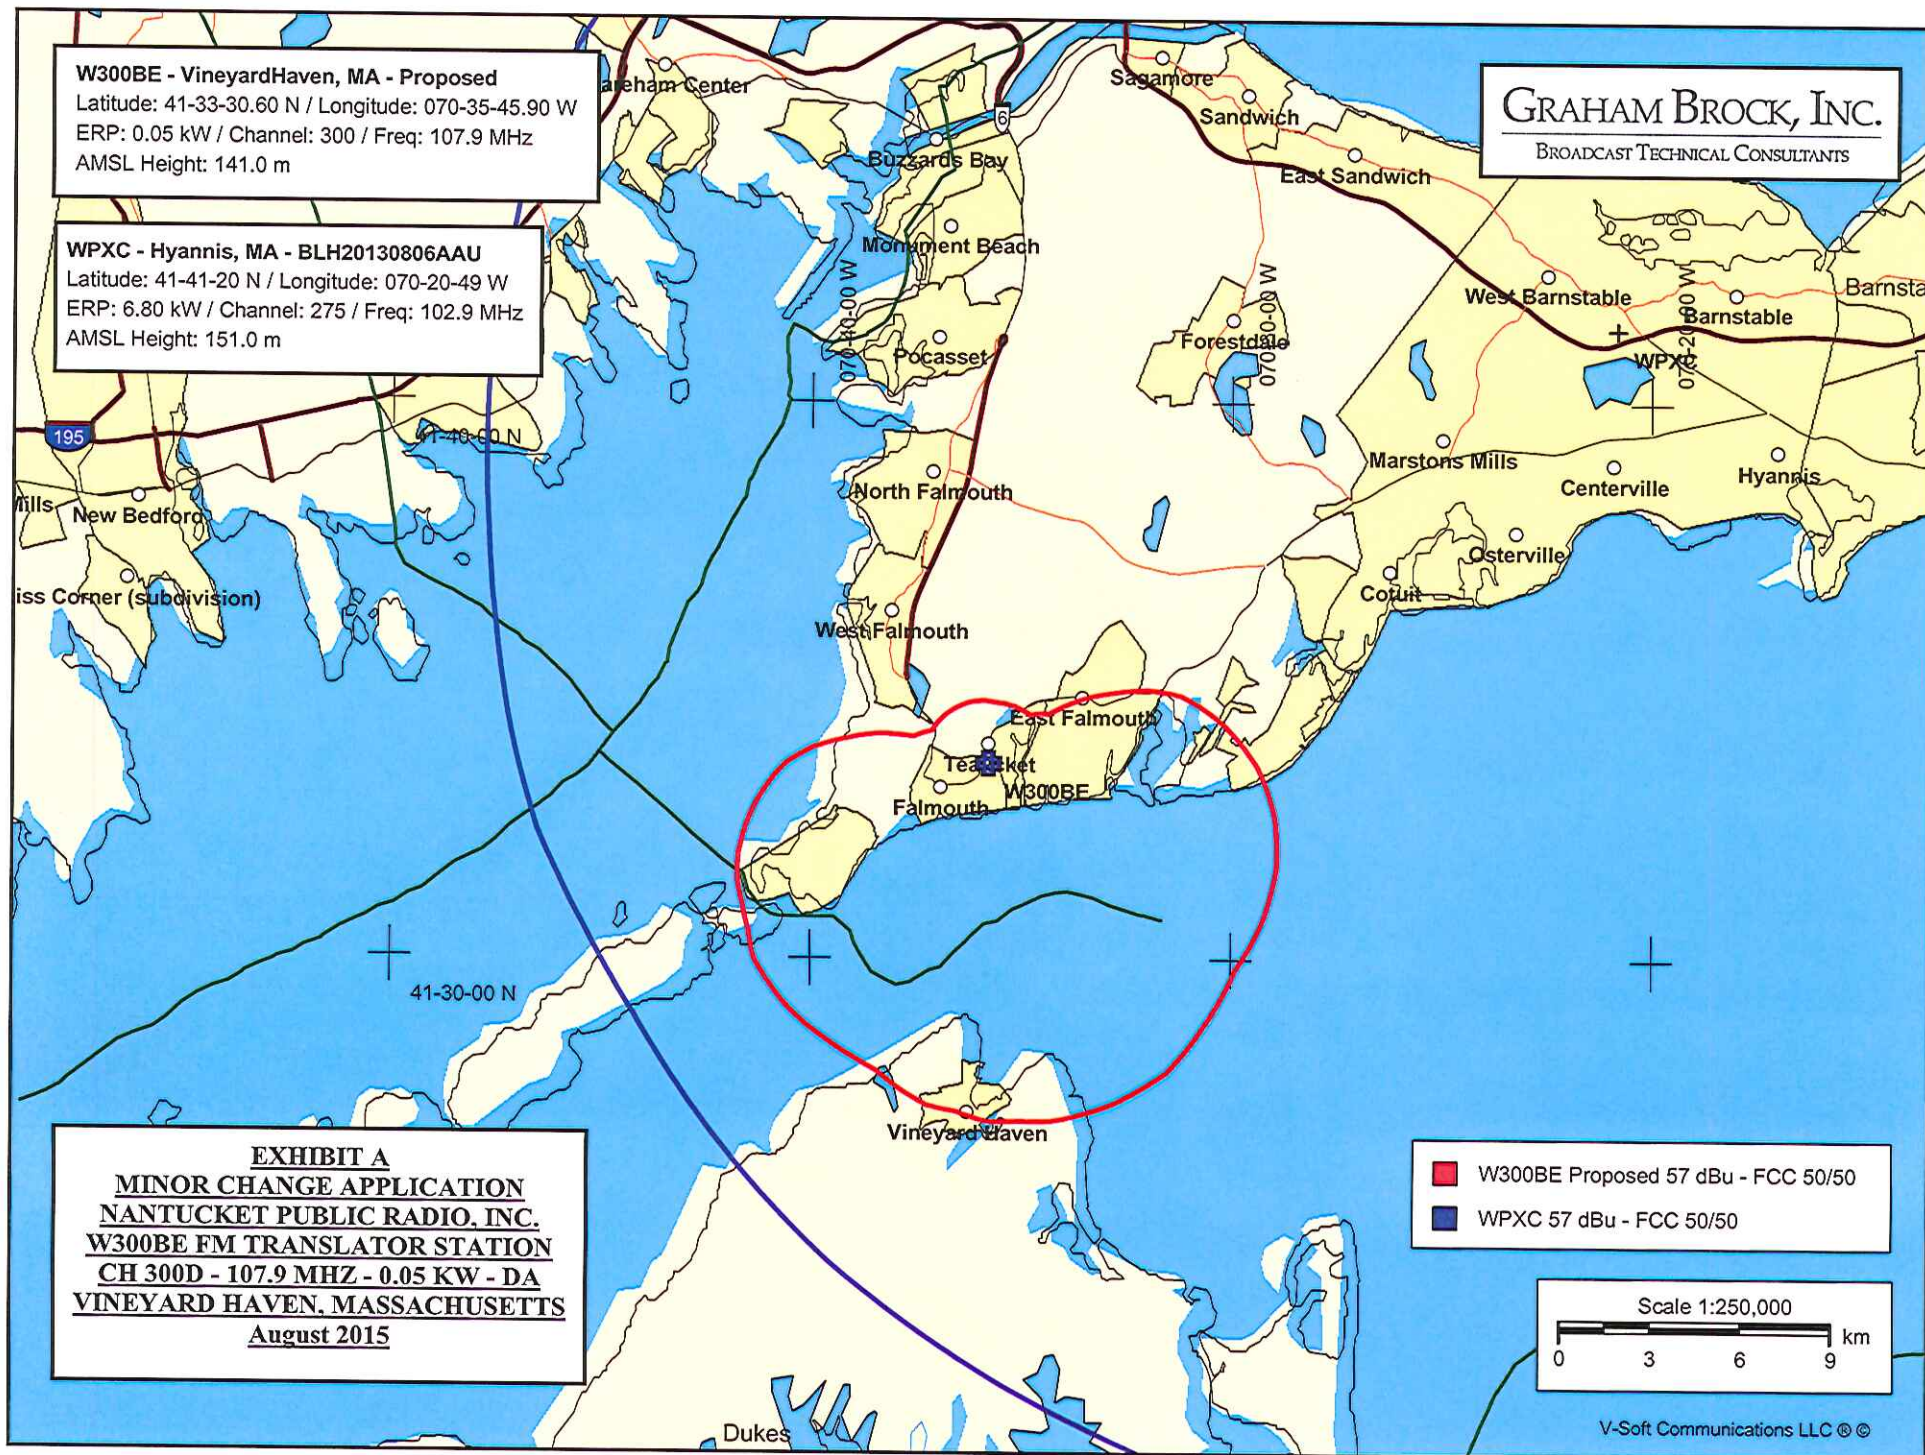 W300BE - VineyardHaven, MA - Proposed
Latitude: 41-33-30.60 N / Longitude: 070-35-45.90 W
ERP: 0.05 kW / Channel: 300 / Freq: 107.9 MHz
AMSL Height: 141.0 m
WPXC - Hyannis, MA - BLH20130806AAU
Latitude: 41-41-20 N / Longitude: 070-20-49 W
ERP: 6.80 kW / Channel: 275 / Freq: 102.9 MHz
AMSL Height: 151.0 m
GRAHAM BROCK, INC.
BROADCAST TECHNICAL CONSULTANTS
areham Center
6
Sagamore
Sandwich
East Sandwich
Buzzards Bay
Monument Beach
070-40-00 W
Pocasset
Forestdale
070-30-00 W
West Barnstable
Barnstable
Barnsta
070-20-00 W
WPXC
195
41-40-00 N
Mills
New Bedford
iss Corner (subdivision)
North Falmouth
West Falmouth
Marstons Mills
Centerville
Hyannis
Osterville
Cotuit
East Falmouth
Teaticket
W300BE
Falmouth
41-30-00 N
Vineyard Haven
Dukes
EXHIBIT A
MINOR CHANGE APPLICATION
NANTUCKET PUBLIC RADIO, INC.
W300BE FM TRANSLATOR STATION
CH 300D - 107.9 MHZ - 0.05 KW - DA
VINEYARD HAVEN, MASSACHUSETTS
August 2015
W300BE Proposed 57 dBu - FCC 50/50
WPXC 57 dBu - FCC 50/50
Scale 1:250,000
km
0 3 6 9
V-Soft Communications LLC ® ©